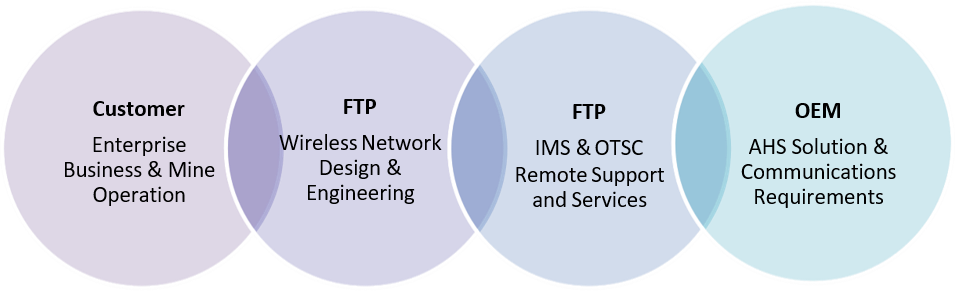 Customer
Enterprise
Business & Mine
Operation
FTP
Wireless Network
Design &
Engineering
FTP
IMS & OTSC
Remote Support
and Services
OEM
AHS Solution &
Communications
Requirements